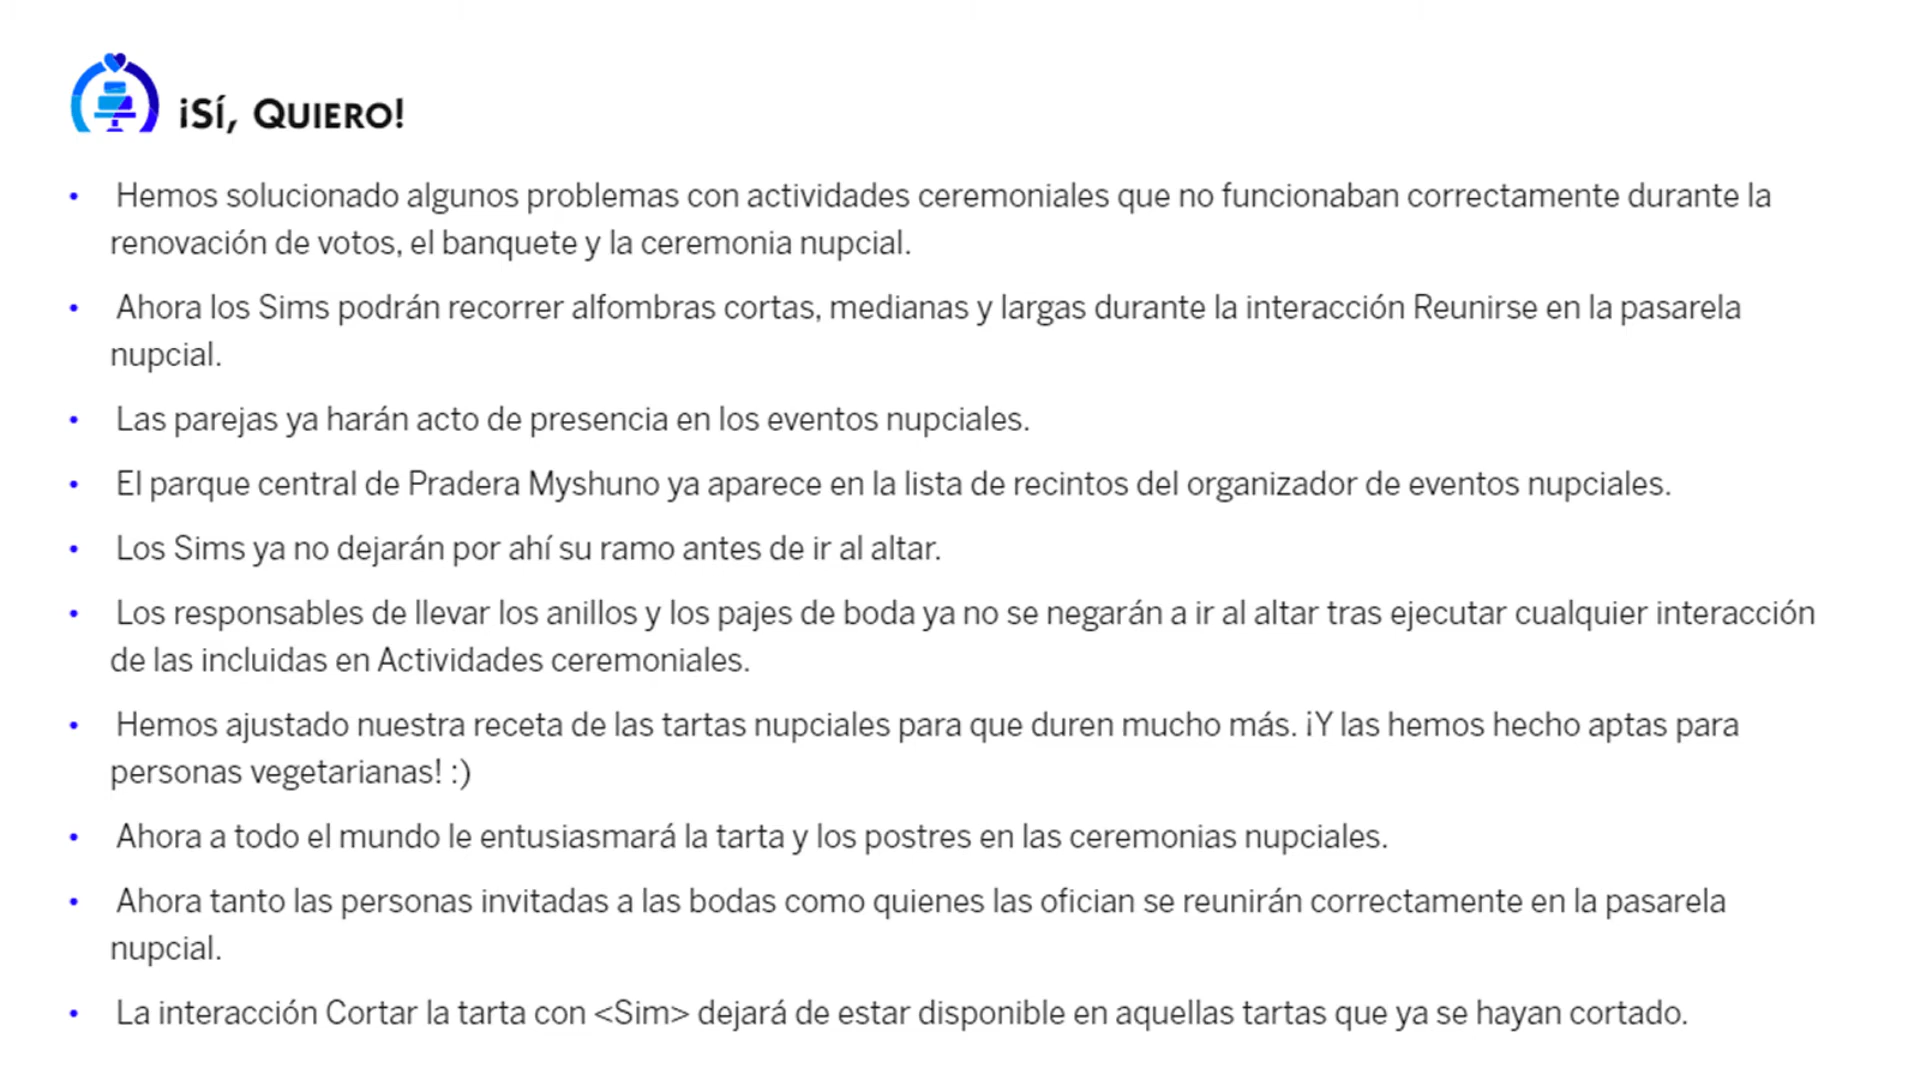 ¡SÍ, QUIERO!
• Hemos solucionado algunos problemas con actividades ceremoniales que no funcionaban correctamente durante la
renovación de votos, el banquete y la ceremonia nupcial.
• Ahora los Sims podrán recorrer alfombras cortas, medianas y largas durante la interacción Reunirse en la pasarela
nupcial.
• Las parejas ya harán acto de presencia en los eventos nupciales.
• El parque central de Pradera Myshuno ya aparece en la lista de recintos del organizador de eventos nupciales.
• Los Sims ya no dejarán por ahí su ramo antes de ir al altar.
• Los responsables de llevar los anillos y los pajes de boda ya no se negarán a ir al altar tras ejecutar cualquier interacción
de las incluidas en Actividades ceremoniales.
• Hemos ajustado nuestra receta de las tartas nupciales para que duren mucho más. ¡Y las hemos hecho aptas para
personas vegetarianas! :)
• Ahora a todo el mundo le entusiasmará la tarta y los postres en las ceremonias nupciales.
• Ahora tanto las personas invitadas a las bodas como quienes las ofician se reunirán correctamente en la pasarela
nupcial.
• La interacción Cortar la tarta con <Sim> dejará de estar disponible en aquellas tartas que ya se hayan cortado.